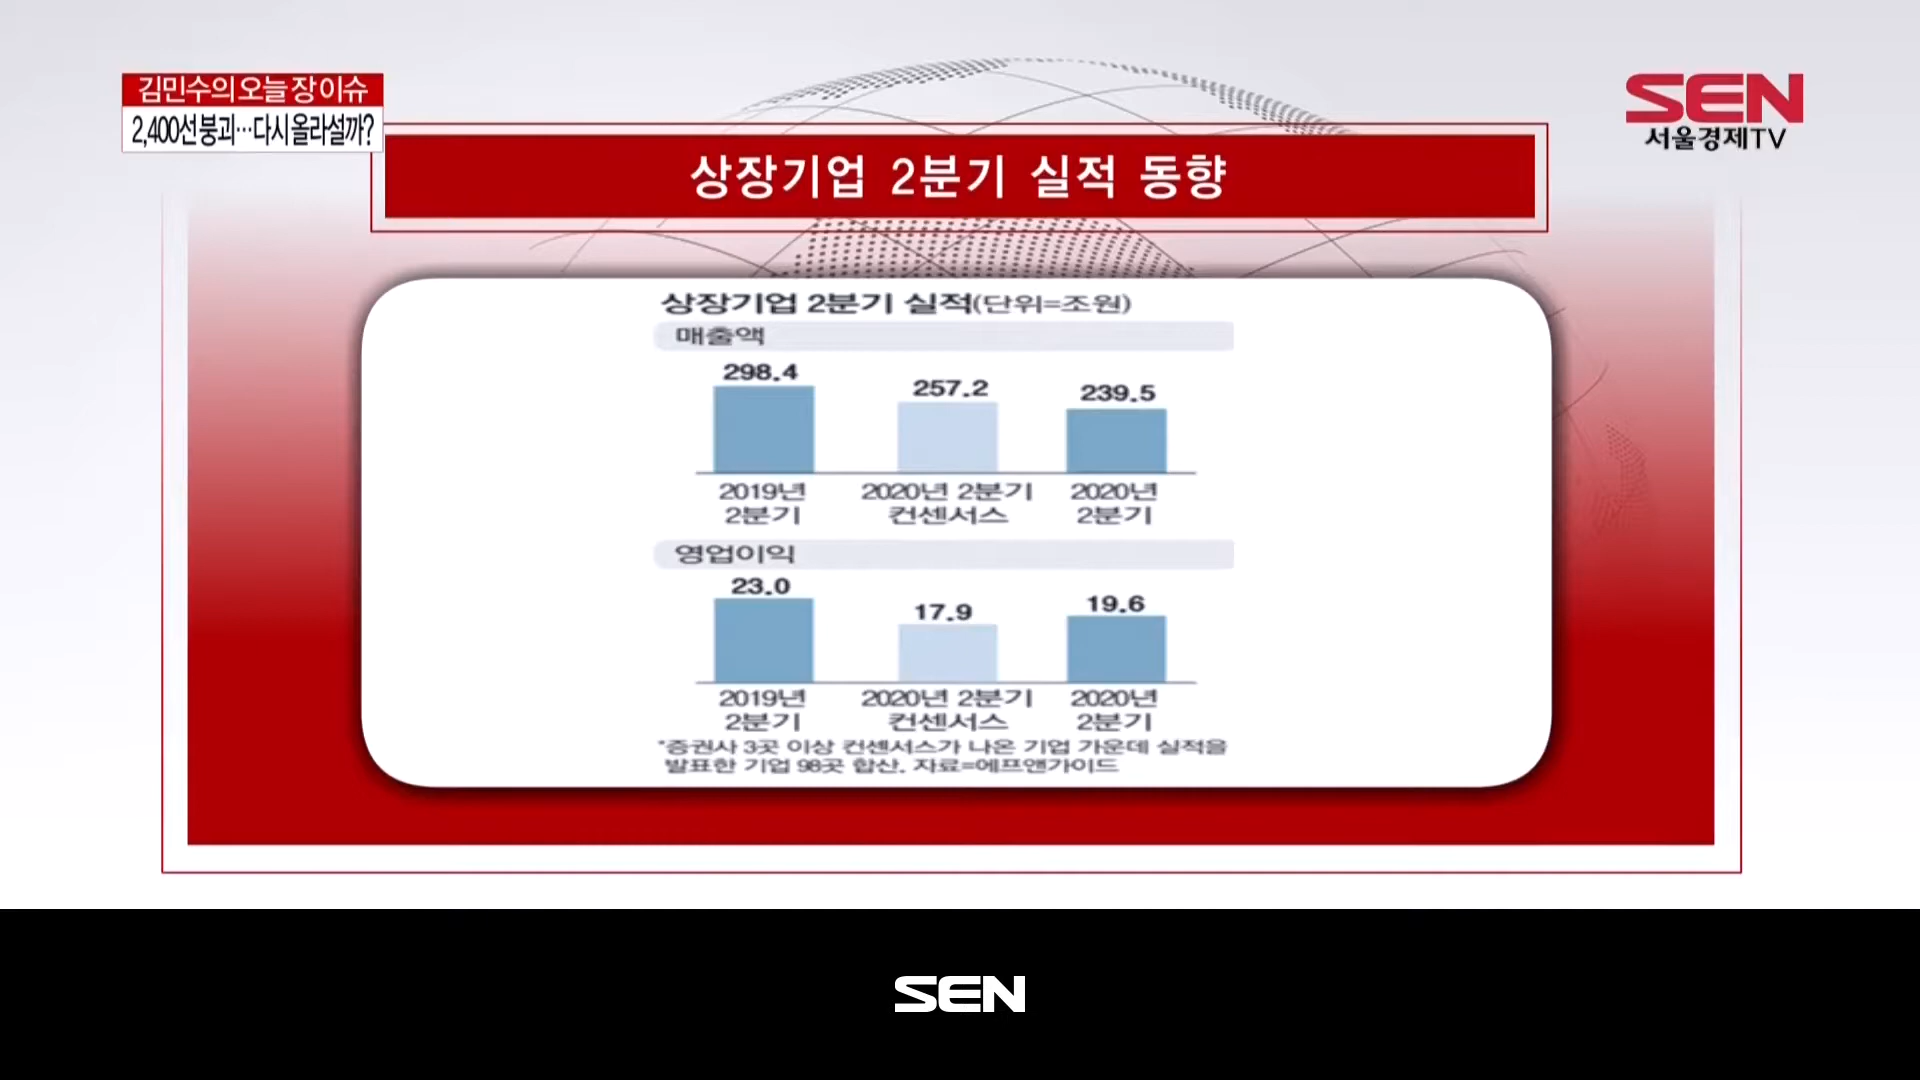 김민수의 오늘 장 이슈
2,400선 붕괴…다시 올라설까?
SEN
서울경제TV
상장기업 2분기 실적 동향
상장기업 2분기 실적(단위=조원)
매출액
298.4 257.2 239.5
2019년 2020년 2분기 2020년
2분기 컨센서스 2분기
영업이익
23.0 17.9 19.6
2019년 2020년 2분기 2020년
2분기 컨센서스 2분기
*증권사 3곳 이상 컨센서스가 나온 기업 가운데 실적을
발표한 기업 98곳 합산. 자료=에프앤가이드
SEN